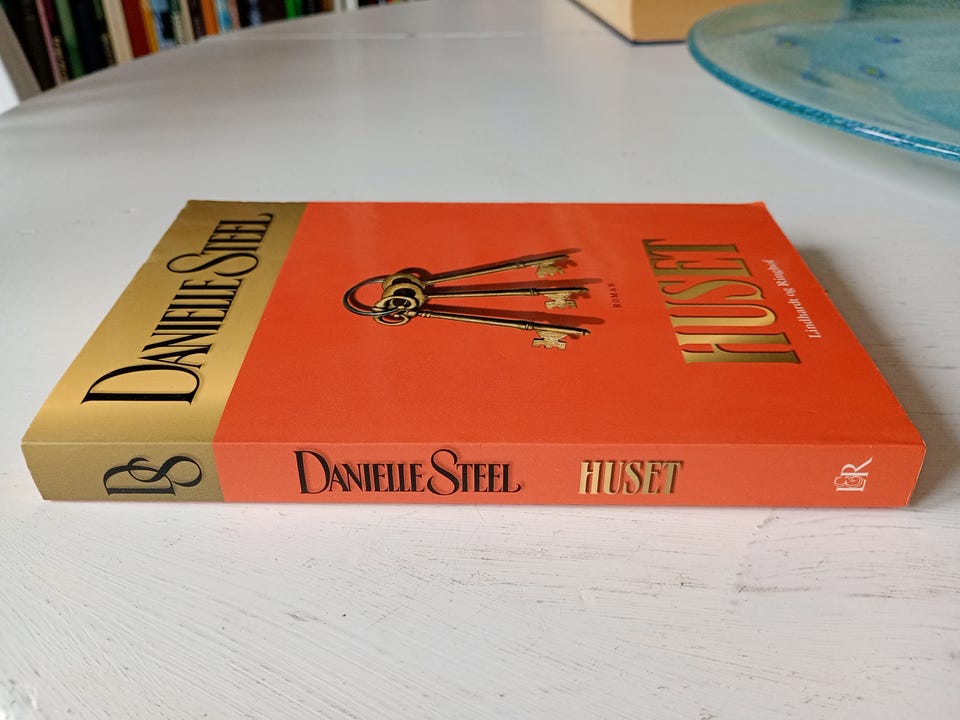 DANIELLE STEEL
ROMAN
HUSET
Lindhardt og Ringhof
DS
DANIELLE STEEL
HUSET
L&R